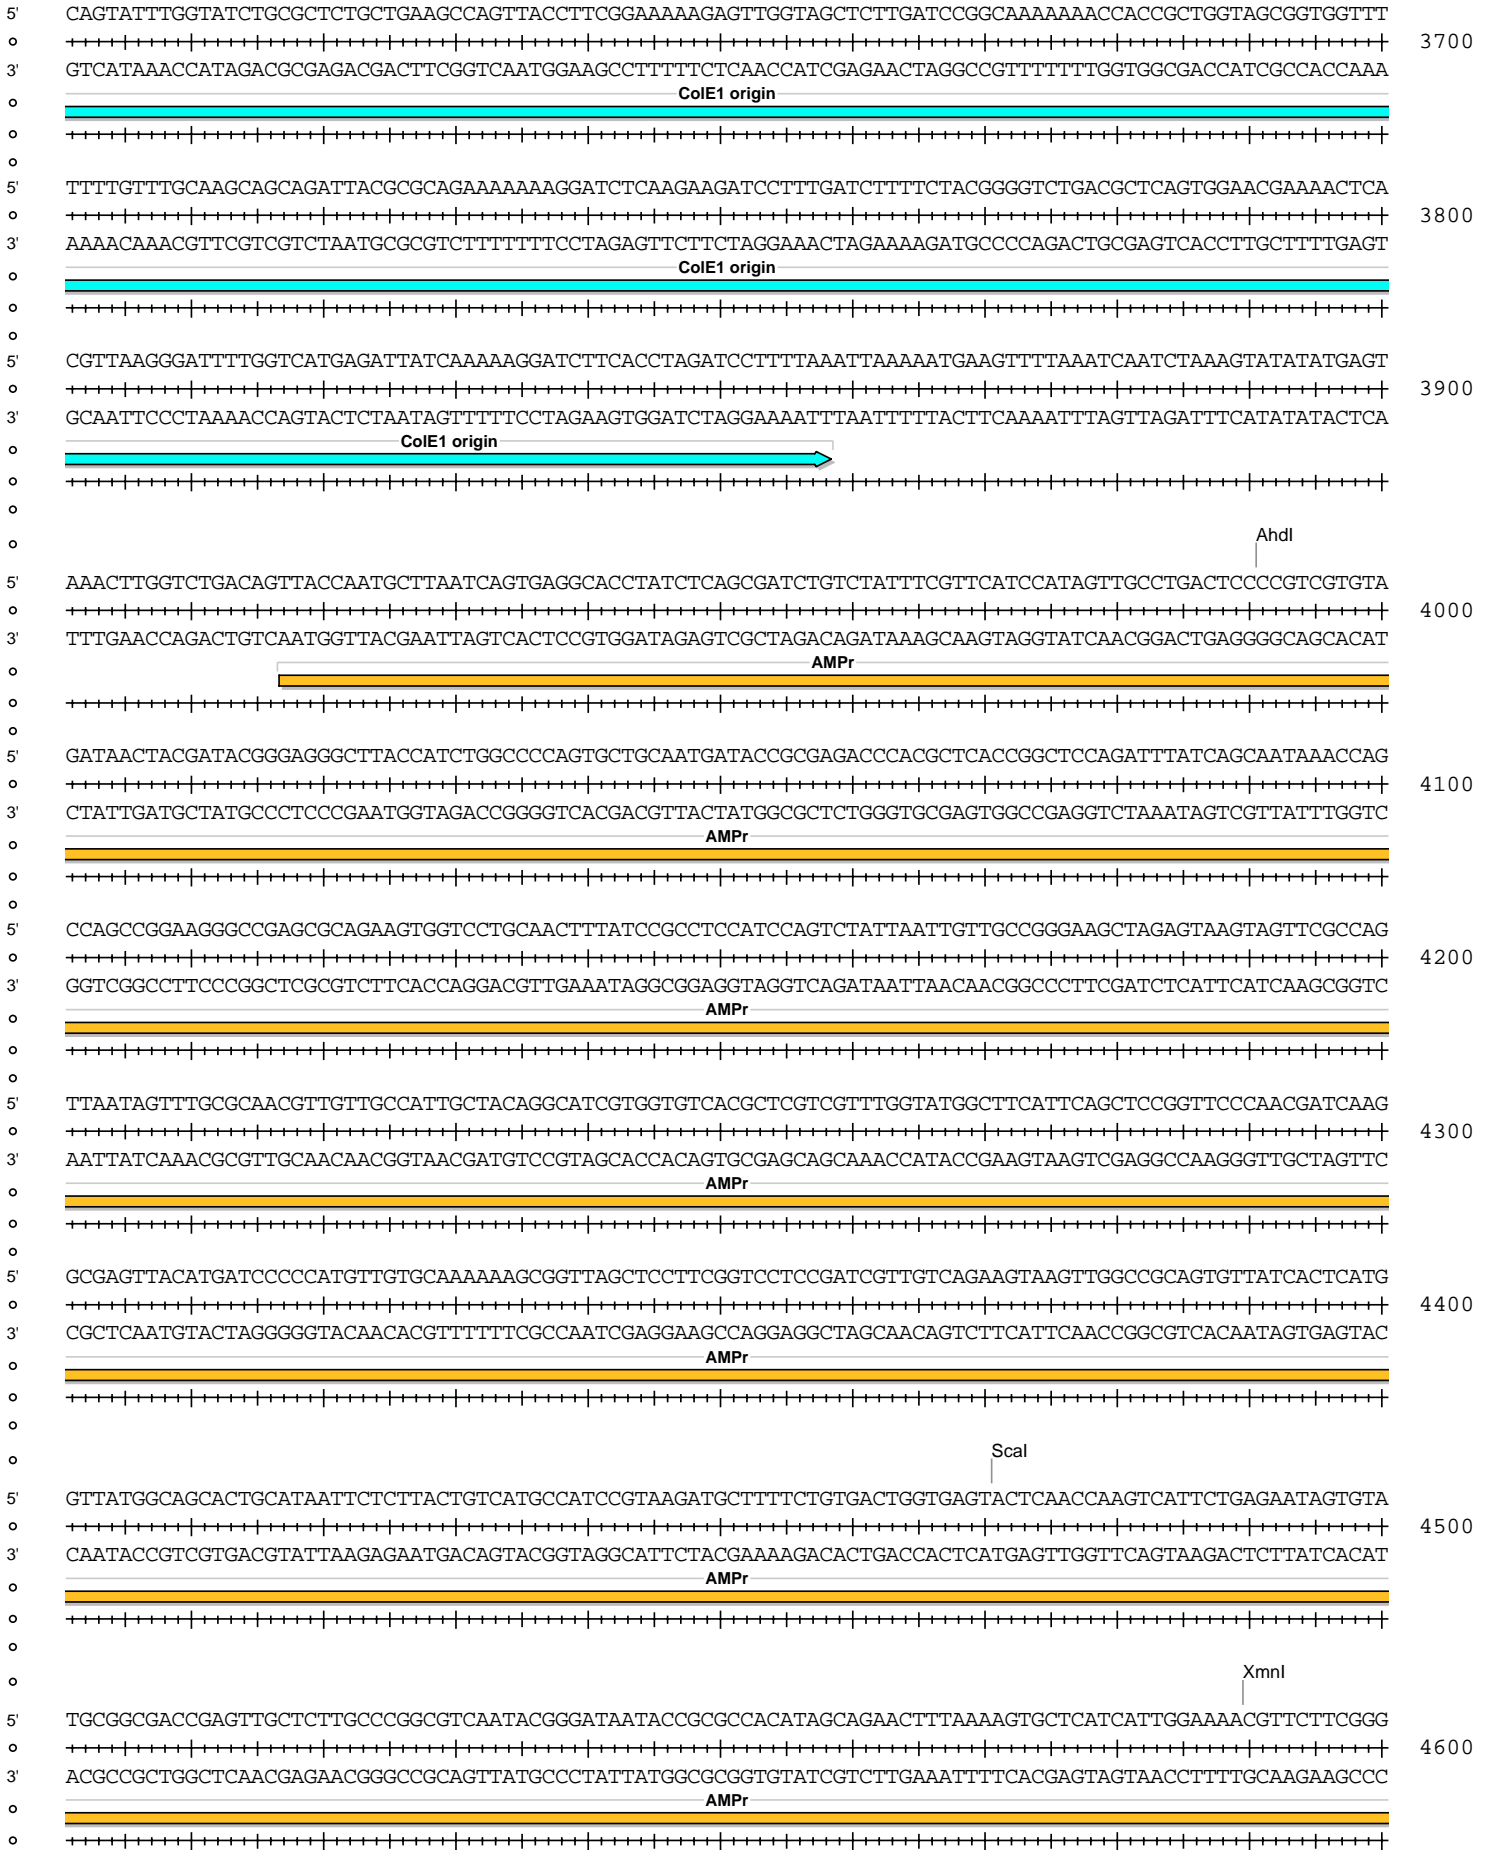 5' CAGTATTTGGTATCTGCGCTCTGCTGAAGCCAGTTACCTTCGGAAAAAGAGTTGGTAGCTCTTGATCCGGCAAAAAAACCACCGCTGGTAGCGGTGGTTT
3700
3' GTCATAAACCATAGACGCGAGACGACTTCGGTCAATGGAAGCCTTTTTCTCAACCATCGAGAACTAGGCCGTTTTTTTGGTGGCGACCATCGCCACCAAA
ColE1 origin
5' TTTTGTTTGCAAGCAGCAGATTACGCGCAGAAAAAAAGGATCTCAAGAAGATCCTTTGATCTTTTCTACGGGGTCTGACGCTCAGTGGAACGAAAACTCA
3800
3' AAAACAAACGTTCGTCGTCTAATGCGCGTCTTTTTTTCCTAGAGTTCTTCTAGGAAACTAGAAAAGATGCCCCAGACTGCGAGTCACCTTGCTTTTGAGT
ColE1 origin
5' CGTTAAGGGATTTTGGTCATGAGATTATCAAAAAGGATCTTCACCTAGATCCTTTTAAATTAAAAATGAAGTTTTAAATCAATCTAAAGTATATATGAGT
3900
3' GCAATTCCCTAAAACCAGTACTCTAATAGTTTTTCCTAGAAGTGGATCTAGGAAAATTTAATTTTTACTTCAAAATTTAGTTAGATTTCATATATACTCA
ColE1 origin
AhdI
5' AAACTTGGTCTGACAGTTACCAATGCTTAATCAGTGAGGCACCTATCTCAGCGATCTGTCTATTTCGTTCATCCATAGTTGCCTGACTCCCCGTCGTGTA
4000
3' TTTGAACCAGACTGTCAATGGTTACGAATTAGTCACTCCGTGGATAGAGTCGCTAGACAGATAAAGCAAGTAGGTATCAACGGACTGAGGGGCAGCACAT
AMPr
5' GATAACTACGATACGGGAGGGCTTACCATCTGGCCCCAGTGCTGCAATGATACCGCGAGACCCACGCTCACCGGCTCCAGATTTATCAGCAATAAACCAG
4100
3' CTATTGATGCTATGCCCTCCCGAATGGTAGACCGGGGTCACGACGTTACTATGGCGCTCTGGGTGCGAGTGGCCGAGGTCTAAATAGTCGTTATTTGGTC
AMPr
5' CCAGCCGGAAGGGCCGAGCGCAGAAGTGGTCCTGCAACTTTATCCGCCTCCATCCAGTCTATTAATTGTTGCCGGGAAGCTAGAGTAAGTAGTTCGCCAG
4200
3' GGTCGGCCTTCCCGGCTCGCGTCTTCACCAGGACGTTGAAATAGGCGGAGGTAGGTCAGATAATTAACAACGGCCCTTCGATCTCATTCATCAAGCGGTC
AMPr
5' TTAATAGTTTGCGCAACGTTGTTGCCATTGCTACAGGCATCGTGGTGTCACGCTCGTCGTTTGGTATGGCTTCATTCAGCTCCGGTTCCCAACGATCAAG
4300
3' AATTATCAAACGCGTTGCAACAACGGTAACGATGTCCGTAGCACCACAGTGCGAGCAGCAAACCATACCGAAGTAAGTCGAGGCCAAGGGTTGCTAGTTC
AMPr
5' GCGAGTTACATGATCCCCCATGTTGTGCAAAAAAGCGGTTAGCTCCTTCGGTCCTCCGATCGTTGTCAGAAGTAAGTTGGCCGCAGTGTTATCACTCATG
4400
3' CGCTCAATGTACTAGGGGGTACAACACGTTTTTTCGCCAATCGAGGAAGCCAGGAGGCTAGCAACAGTCTTCATTCAACCGGCGTCACAATAGTGAGTAC
AMPr
ScaI
5' GTTATGGCAGCACTGCATAATTCTCTTACTGTCATGCCATCCGTAAGATGCTTTTCTGTGACTGGTGAGTACTCAACCAAGTCATTCTGAGAATAGTGTA
4500
3' CAATACCGTCGTGACGTATTAAGAGAATGACAGTACGGTAGGCATTCTACGAAAAGACACTGACCACTCATGAGTTGGTTCAGTAAGACTCTTATCACAT
AMPr
XmnI
5' TGCGGCGACCGAGTTGCTCTTGCCCGGCGTCAATACGGGATAATACCGCGCCACATAGCAGAACTTTAAAAGTGCTCATCATTGGAAAACGTTCTTCGGG
4600
3' ACGCCGCTGGCTCAACGAGAACGGGCCGCAGTTATGCCCTATTATGGCGCGGTGTATCGTCTTGAAATTTTCACGAGTAGTAACCTTTTGCAAGAAGCCC
AMPr